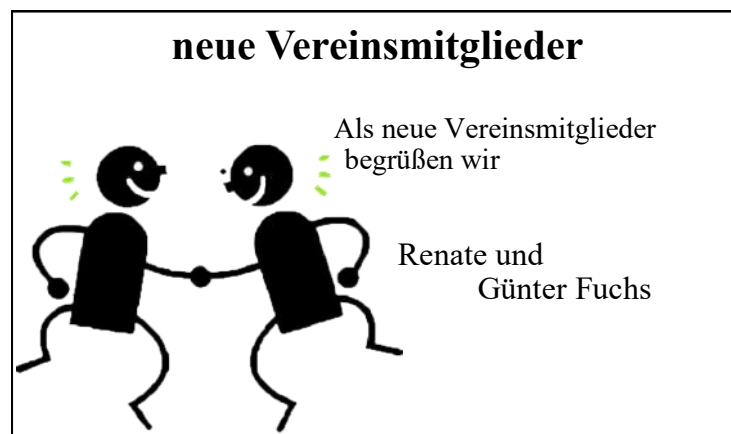 neue Vereinsmitglieder
Als neue Vereinsmitglieder
begrüßen wir
Renate und
Günter Fuchs